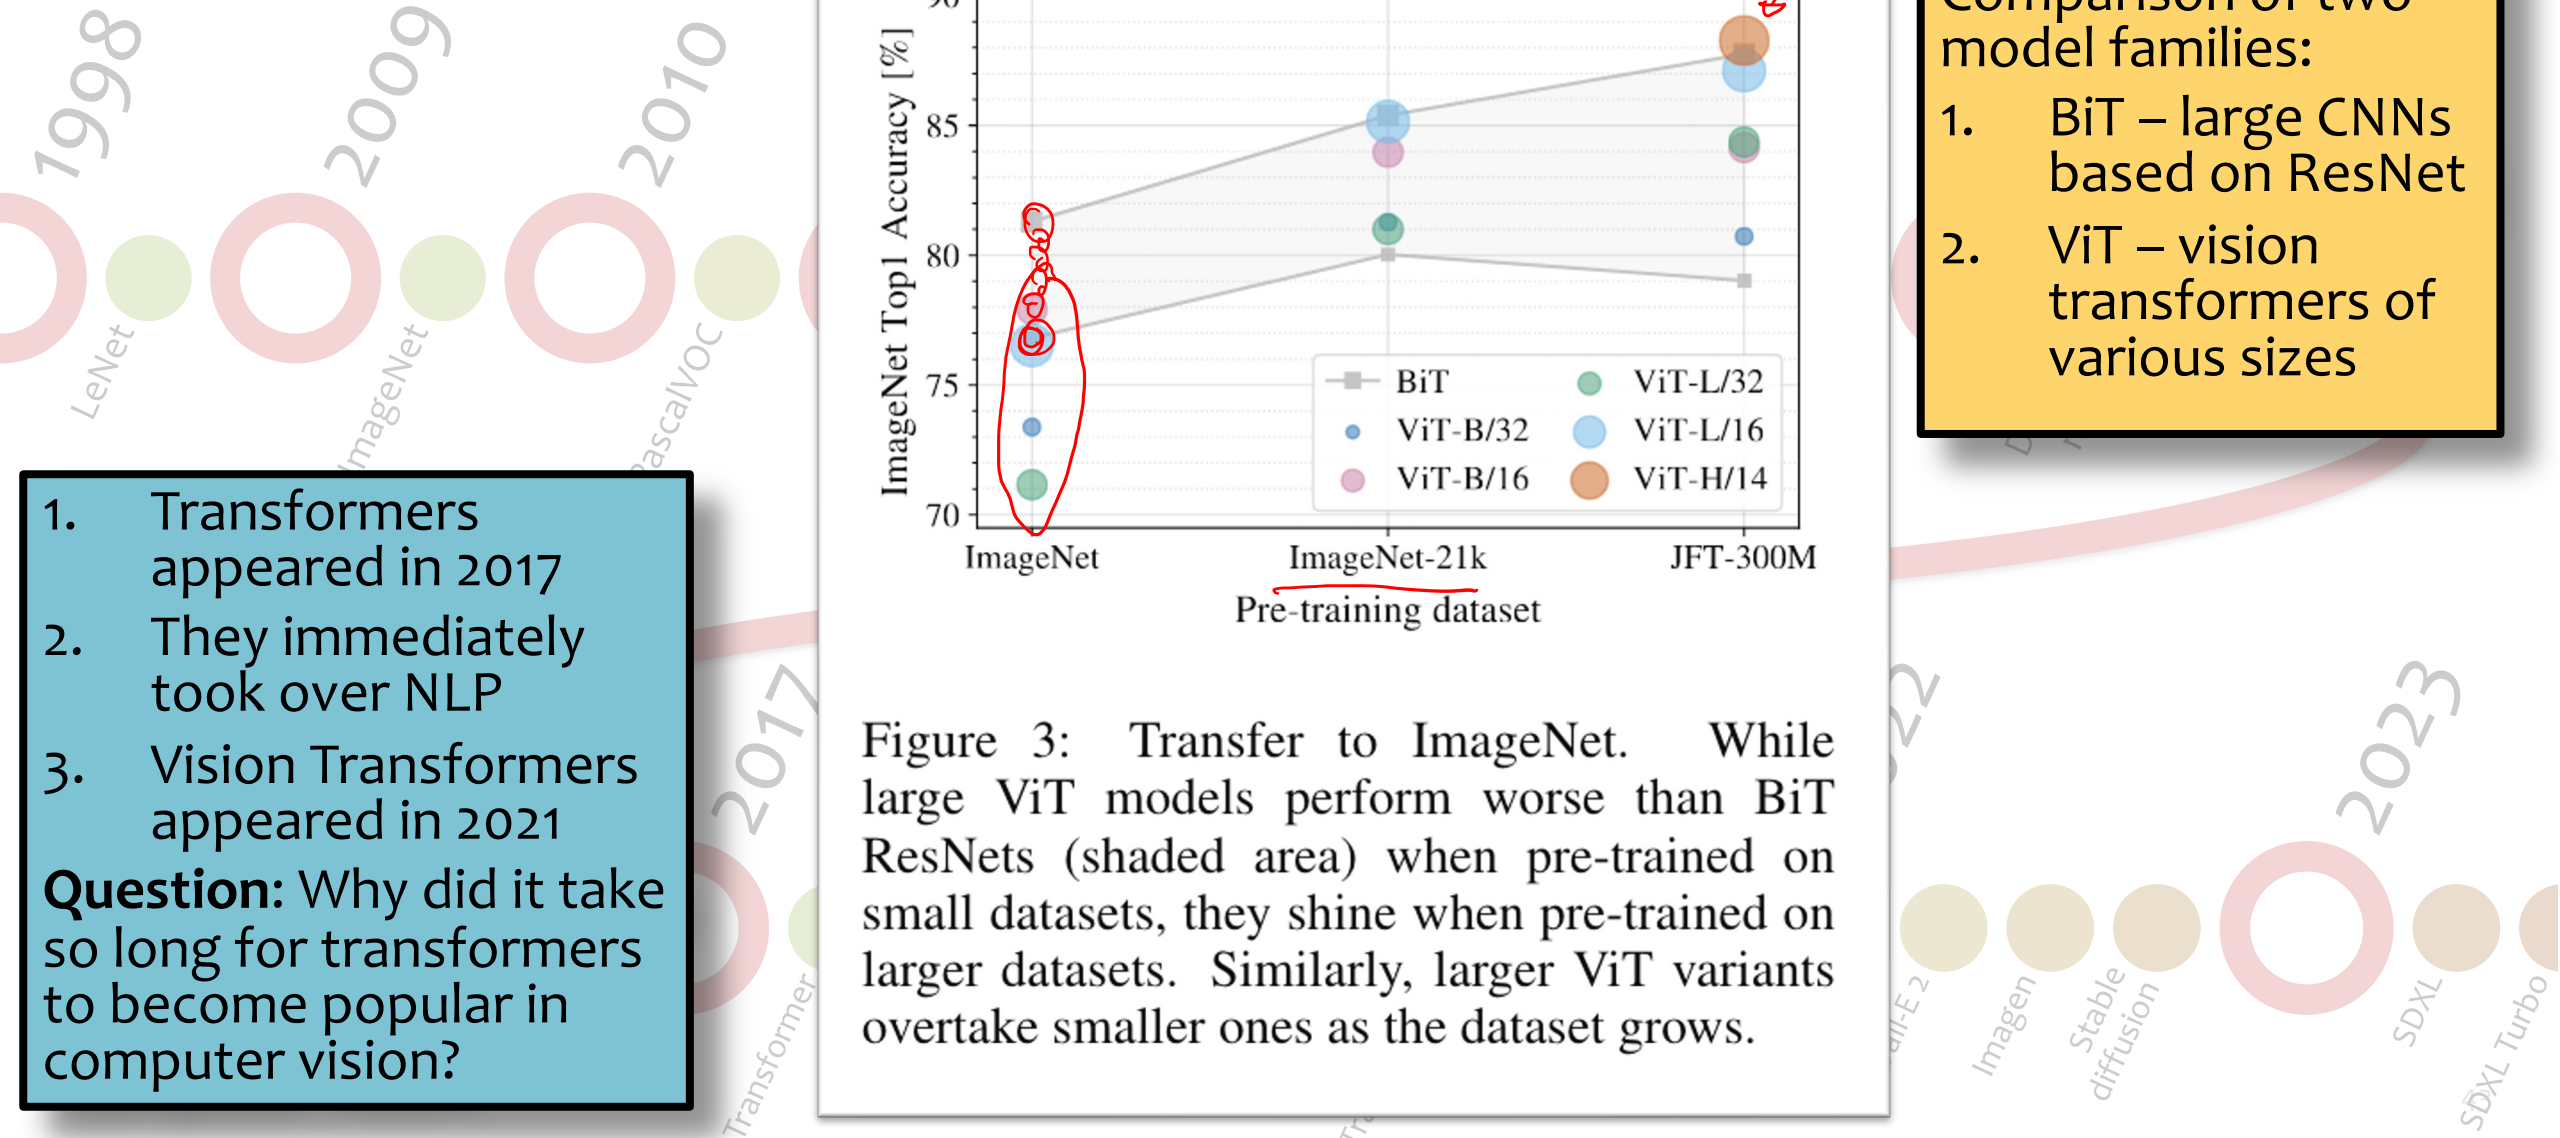 1998
2009
2010
LeNet
ImageNet
PascalVOC
1. Transformers
appeared in 2017
2. They immediately
took over NLP
3. Vision Transformers
appeared in 2021
Question: Why did it take
so long for transformers
to become popular in
computer vision?
2017
Transformer
90
85
80
75
70
ImageNet Top1 Accuracy [%]
BiT
ViT-B/32
ViT-B/16
ViT-L/32
ViT-L/16
ViT-H/14
ImageNet
ImageNet-21k
JFT-300M
Pre-training dataset
Figure 3: Transfer to ImageNet. While
large ViT models perform worse than BiT
ResNets (shaded area) when pre-trained on
small datasets, they shine when pre-trained on
larger datasets. Similarly, larger ViT variants
overtake smaller ones as the dataset grows.
Comparison of two
model families:
1. BiT – large CNNs
based on ResNet
2. ViT – vision
transformers of
various sizes
22
2023
all-E 2
Imagen
Stable
diffusion
SDXL
SDXL Turbo